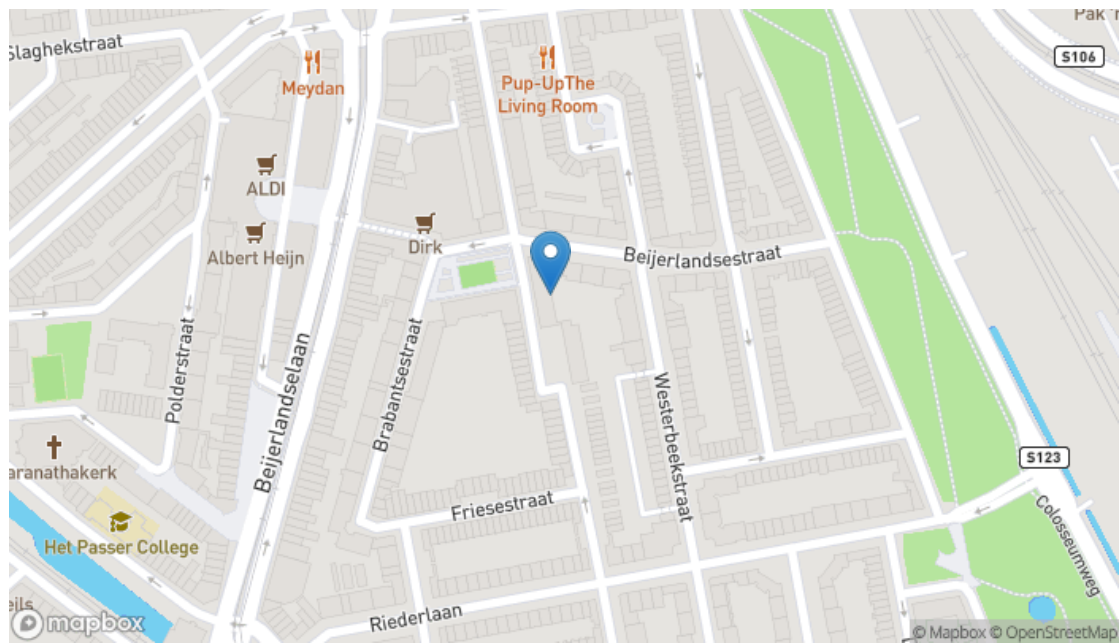 Slaghekstraat
Meydan
Pup-UpThe
Living Room
S106
ALDI
Albert Heijn
Dirk
Beijerlandsestraat
Polderstraat
Beijerlandselaan
Brabantsestraat
Westerbeekstraat
S123
Colosseumweg
aranathakerk
Het Passer College
Friesestraat
Riederlaan
eils
mapbox
© Mapbox © OpenStreetMap